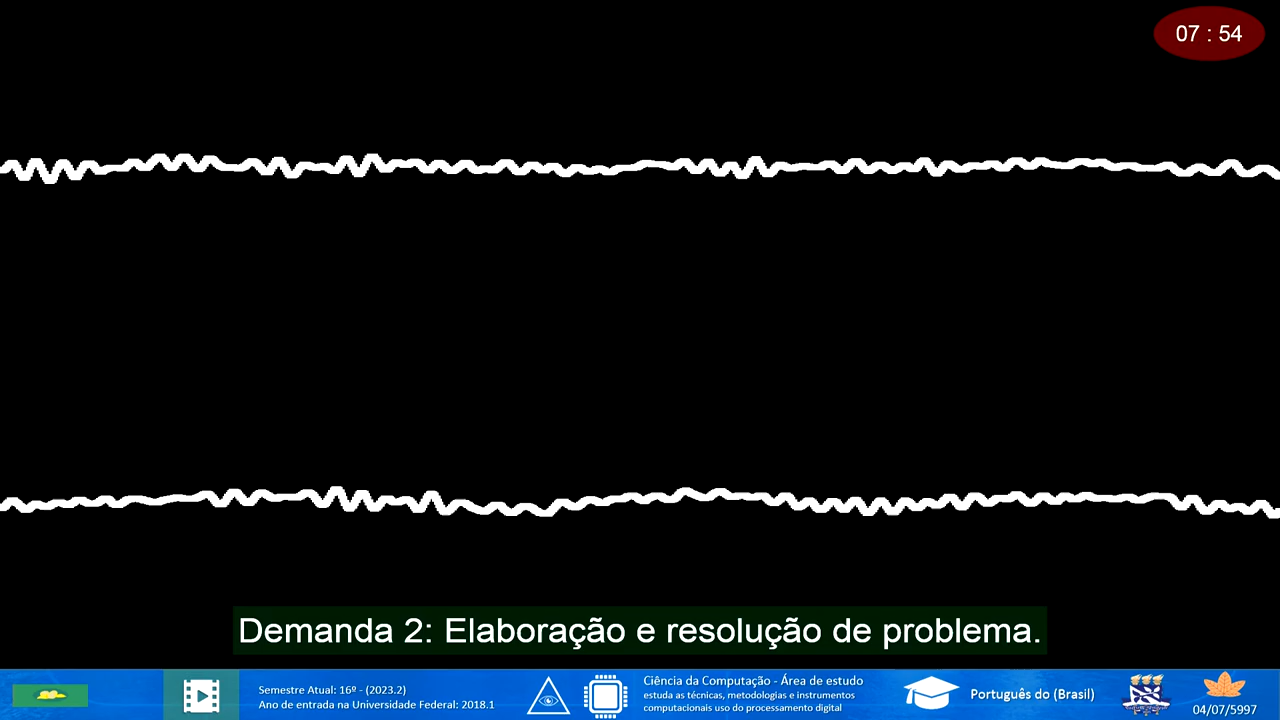 07 : 54
Demanda 2: Elaboração e resolução de problema.
Semestre Atual: 16º - (2023.2)
Ano de entrada na Universidade Federal: 2018.1
Ciência da Computação - Área de estudo
estuda as técnicas, metodologias e instrumentos
computacionais uso do processamento digital
Português do (Brasil)
04/07/5997